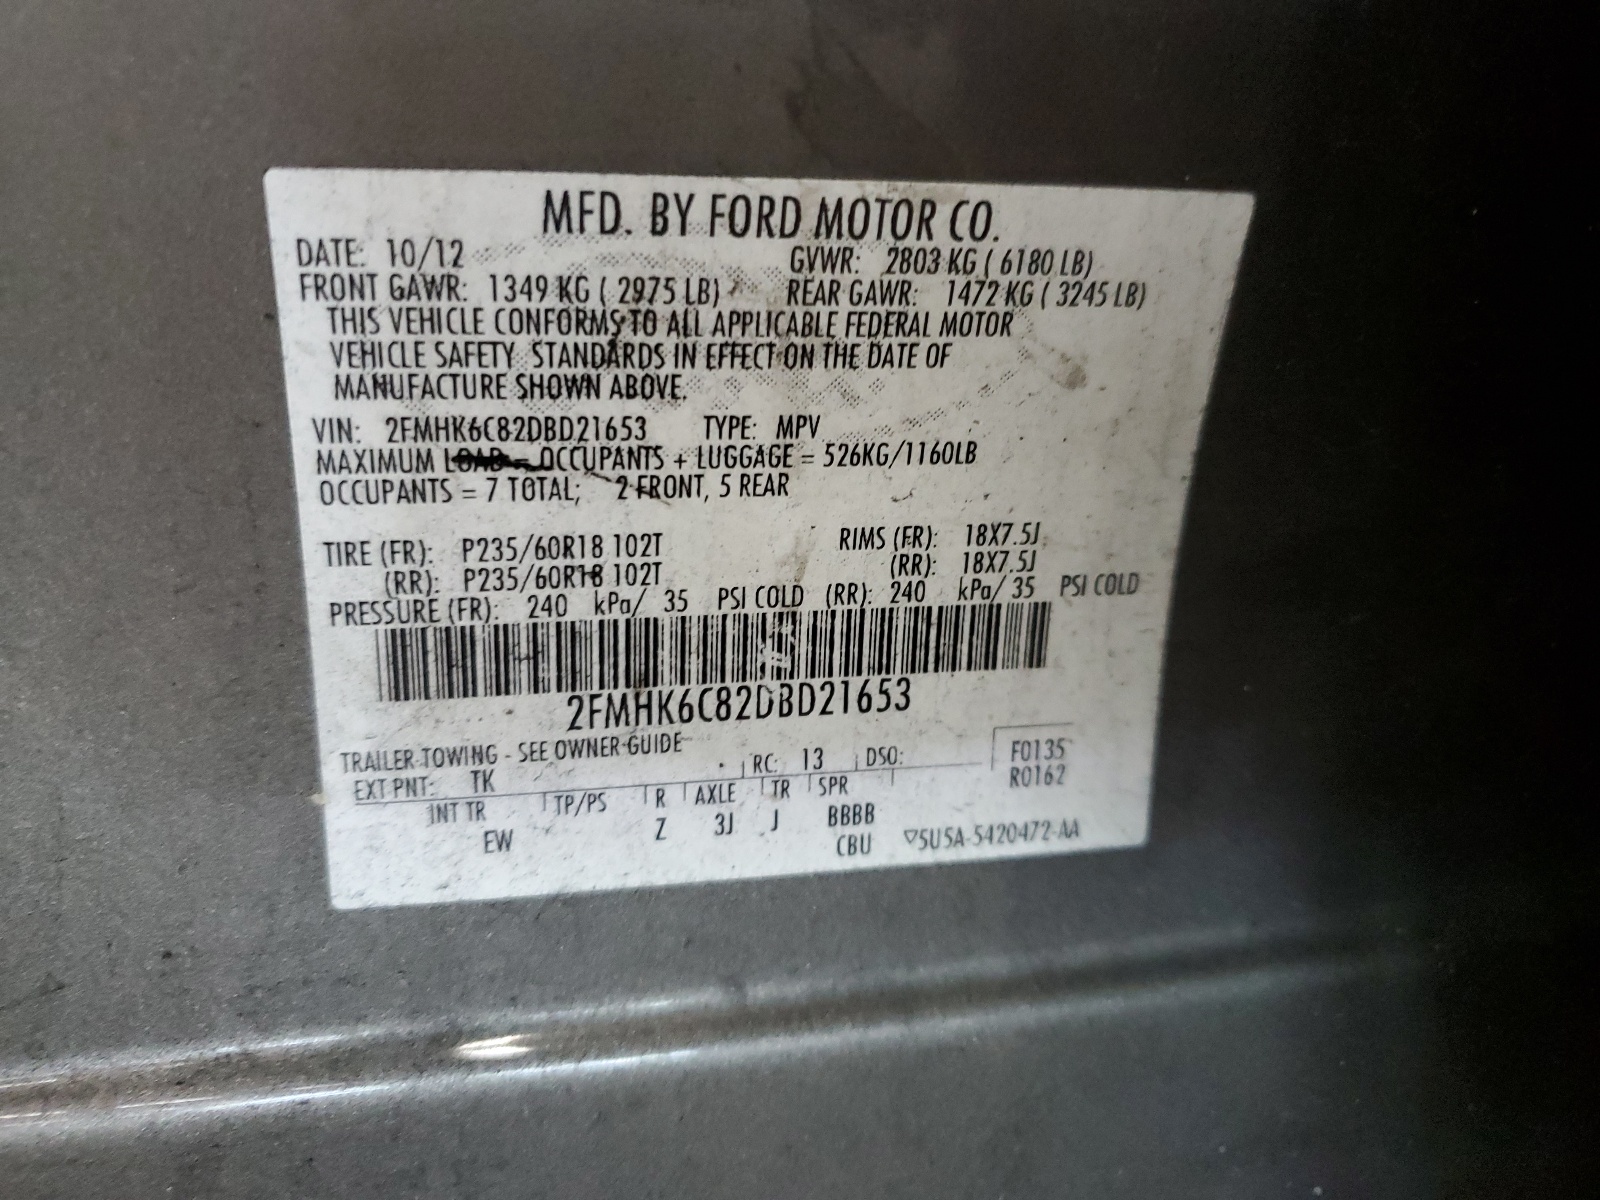 MFD. BY FORD MOTOR CO.
DATE: 10/12 GVWR: 2803 KG ( 6180 LB)
FRONT GAWR: 1349 KG ( 2975 LB) REAR GAWR: 1472 KG ( 3245 LB)
THIS VEHICLE CONFORMS TO ALL APPLICABLE FEDERAL MOTOR
VEHICLE SAFETY STANDARDS IN EFFECT ON THE DATE OF
MANUFACTURE SHOWN ABOVE.
VIN: 2FMHK6C82DBD21653 TYPE: MPV
MAXIMUM LOAD = OCCUPANTS + LUGGAGE = 526KG/1160LB
OCCUPANTS = 7 TOTAL; 2 FRONT, 5 REAR
TIRE (FR): P235/60R18 102T RIMS (FR): 18X7.5J
(RR): P235/60R18 102T (RR): 18X7.5J
PRESSURE (FR): 240 kPa/ 35 PSI COLD (RR): 240 kPa/ 35 PSI COLD
2FMHK6C82DBD21653
TRAILER TOWING - SEE OWNER GUIDE
EXT PNT: TK RC: 13 DSO: F0135
R0162
INT TR TP/PS R AXLE TR SPR
EW Z 3J J BBBB
CBU ▽5U5A-5420472-AA